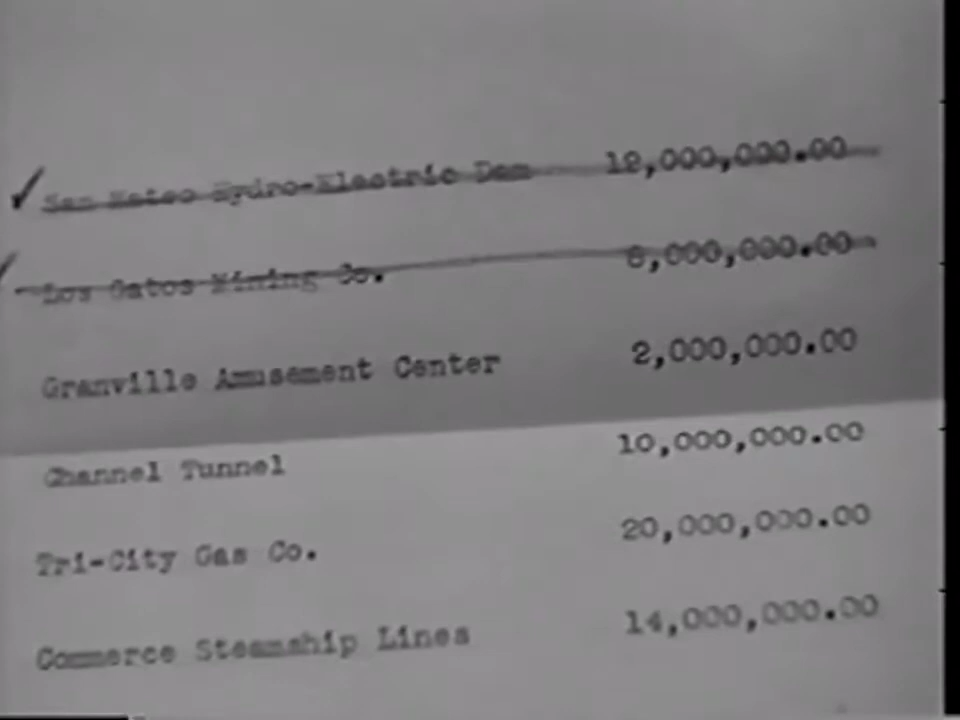 San Mateo Hydro-Electric Dam 12,000,000.00
Los Gatos Mining Co. 8,000,000.00
Granville Amusement Center 2,000,000.00
Channel Tunnel 10,000,000.00
Tri-City Gas Co. 20,000,000.00
Commerce Steamship Lines 14,000,000.00